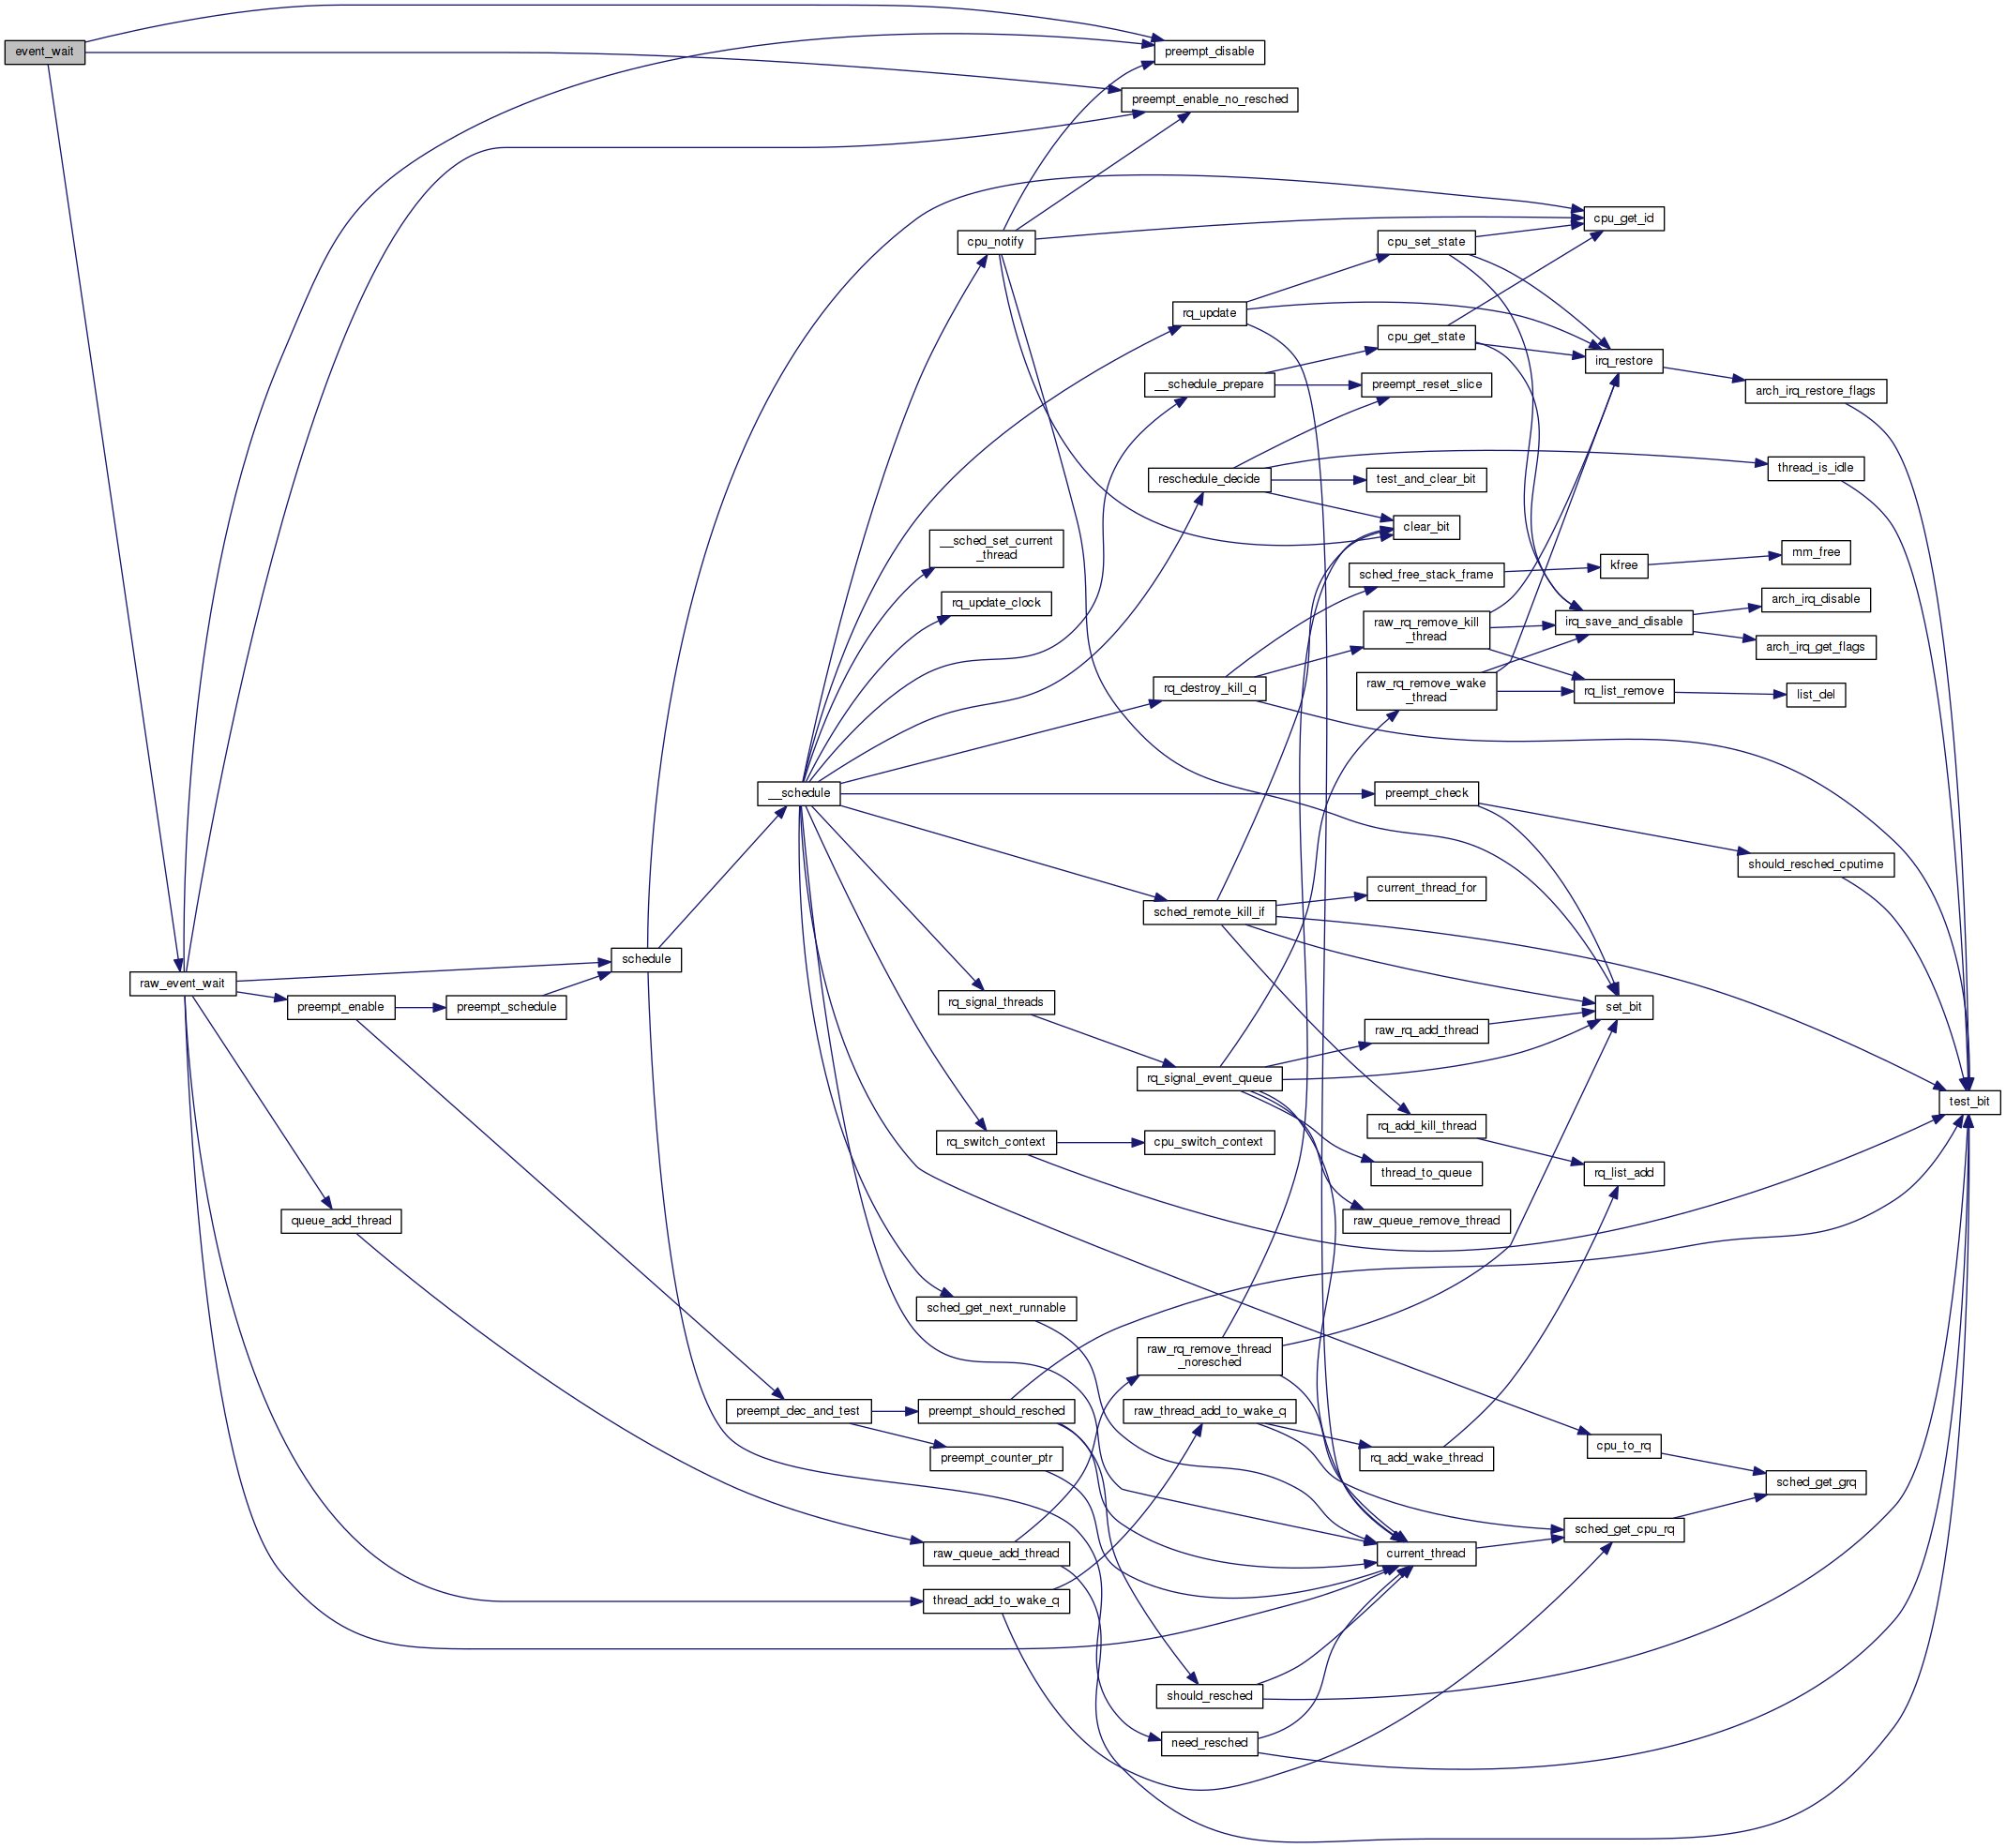 event_wait
preempt_disable
preempt_enable_no_resched
cpu_get_id
cpu_notify
cpu_set_state
rq_update
cpu_get_state
irq_restore
__schedule_prepare
preempt_reset_slice
arch_irq_restore_flags
reschedule_decide
test_and_clear_bit
thread_is_idle
clear_bit
__sched_set_current
_thread
mm_free
kfree
sched_free_stack_frame
rq_update_clock
arch_irq_disable
raw_rq_remove_kill
_thread
irq_save_and_disable
arch_irq_get_flags
rq_destroy_kill_q
raw_rq_remove_wake
_thread
rq_list_remove
list_del
__schedule
preempt_check
should_resched_cputime
current_thread_for
sched_remote_kill_if
schedule
raw_event_wait
preempt_enable
preempt_schedule
rq_signal_threads
set_bit
raw_rq_add_thread
rq_signal_event_queue
test_bit
rq_add_kill_thread
rq_switch_context
cpu_switch_context
thread_to_queue
rq_list_add
queue_add_thread
raw_queue_remove_thread
sched_get_next_runnable
raw_rq_remove_thread
_noresched
preempt_dec_and_test
preempt_should_resched
raw_thread_add_to_wake_q
cpu_to_rq
preempt_counter_ptr
rq_add_wake_thread
sched_get_grq
sched_get_cpu_rq
raw_queue_add_thread
current_thread
thread_add_to_wake_q
should_resched
need_resched